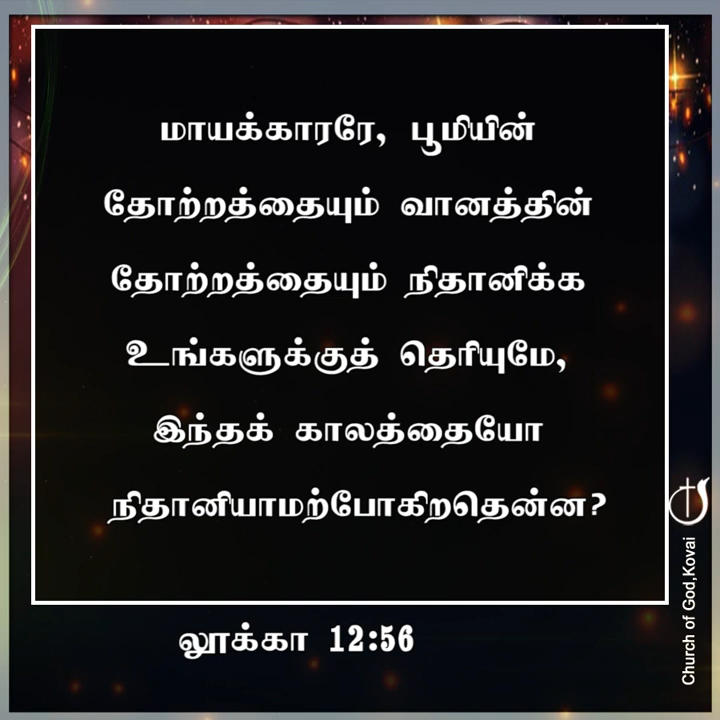 மாயக்காரரே, பூமியின்
தோற்றத்தையும் வானத்தின்
தோற்றத்தையும் நிதானிக்க
உங்களுக்குத் தெரியுமே,
இந்தக் காலத்தையோ
நிதானியாமற்போகிறதென்ன?
லூக்கா 12:56
Church of God,Kovai